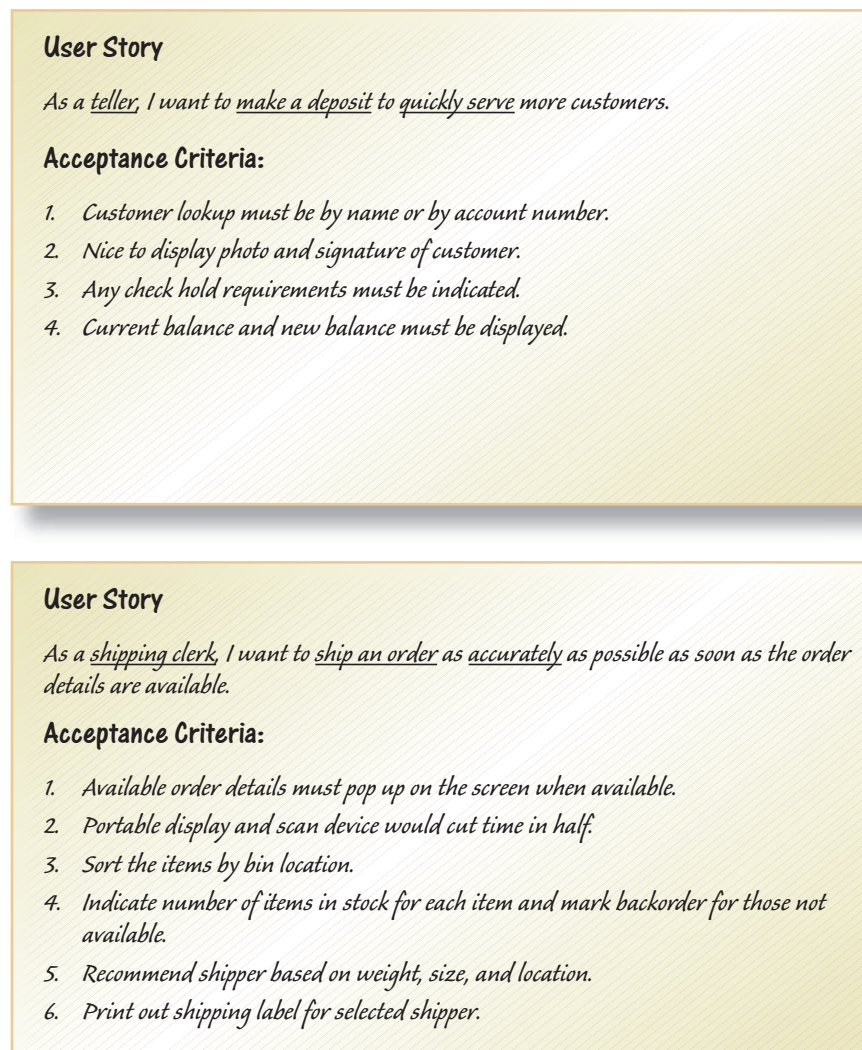 User Story
As a teller, I want to make a deposit to quickly serve more customers.
Acceptance Criteria:
1. Customer lookup must be by name or by account number.
2. Nice to display photo and signature of customer.
3. Any check hold requirements must be indicated.
4. Current balance and new balance must be displayed.
User Story
As a shipping clerk, I want to ship an order as accurately as possible as soon as the order
details are available.
Acceptance Criteria:
1. Available order details must pop up on the screen when available.
2. Portable display and scan device would cut time in half.
3. Sort the items by bin location.
4. Indicate number of items in stock for each item and mark backorder for those not
available.
5. Recommend shipper based on weight, size, and location.
6. Print out shipping label for selected shipper.